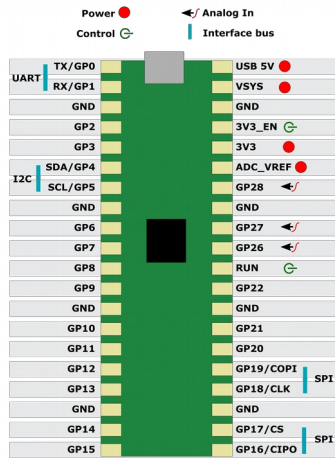 Power Analog In
Control Interface bus
UART
TX/GP0 USB 5V
RX/GP1 VSYS
GND GND
GP2 3V3_EN
GP3 3V3
I2C
SDA/GP4 ADC_VREF
SCL/GP5 GP28
GND GND
GP6 GP27
GP7 GP26
GP8 RUN
GP9 GP22
GND GND
GP10 GP21
GP11 GP20
GP12 GP19/COPI
SPI
GP13 GP18/CLK
GND GND
GP14 GP17/CS
SPI
GP15 GP16/CIPO